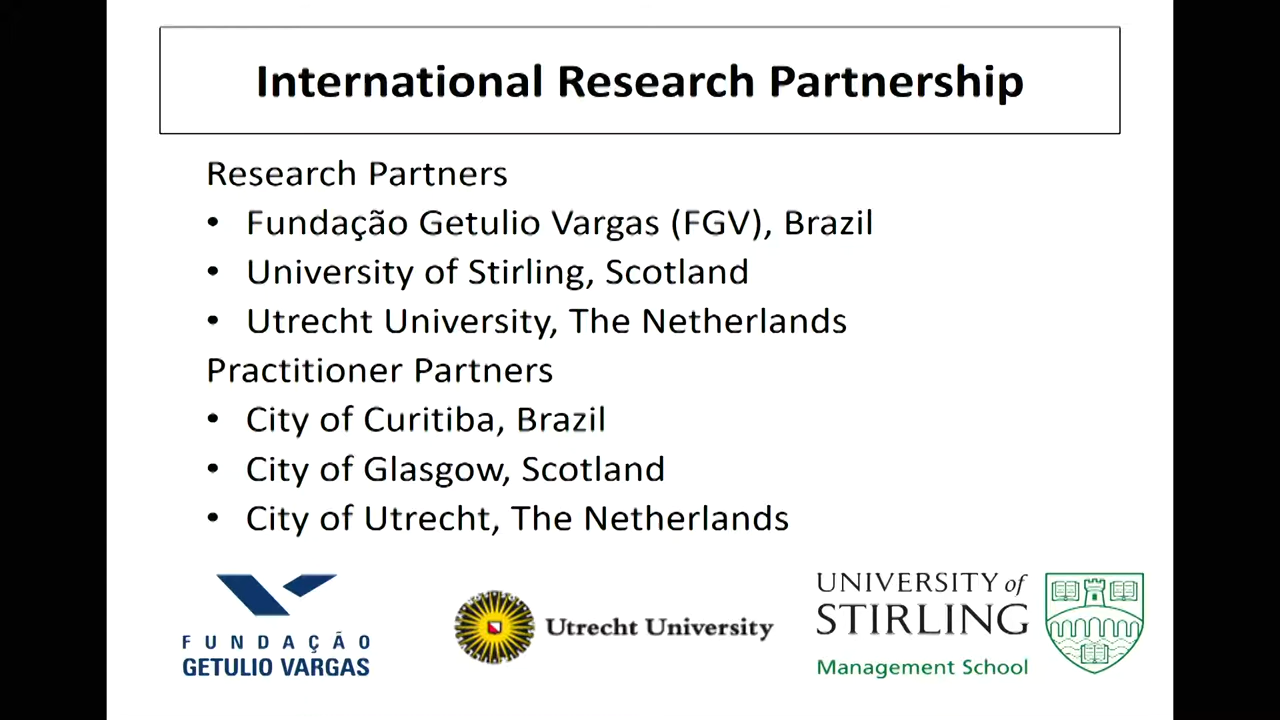 International Research Partnership
Research Partners
• Fundação Getulio Vargas (FGV), Brazil
• University of Stirling, Scotland
• Utrecht University, The Netherlands
Practitioner Partners
• City of Curitiba, Brazil
• City of Glasgow, Scotland
• City of Utrecht, The Netherlands
FUNDAÇÃO
GETULIO VARGAS
Utrecht University
UNIVERSITY of
STIRLING
Management School